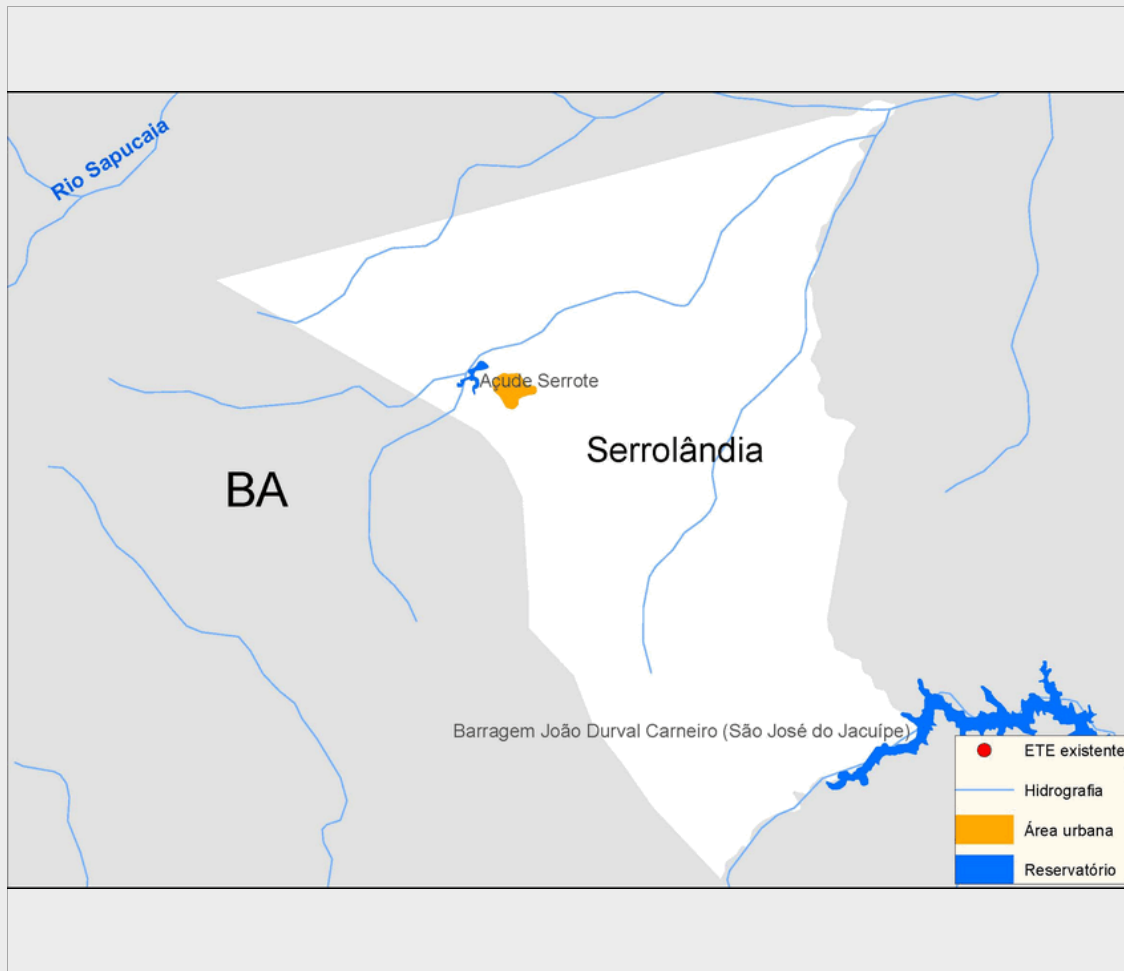 Rio Sapucaia
Açude Serrote
Serrolândia
BA
Barragem João Durval Carneiro (São José do Jacuípe)
ETE existente
Hidrografia
Área urbana
Reservatório